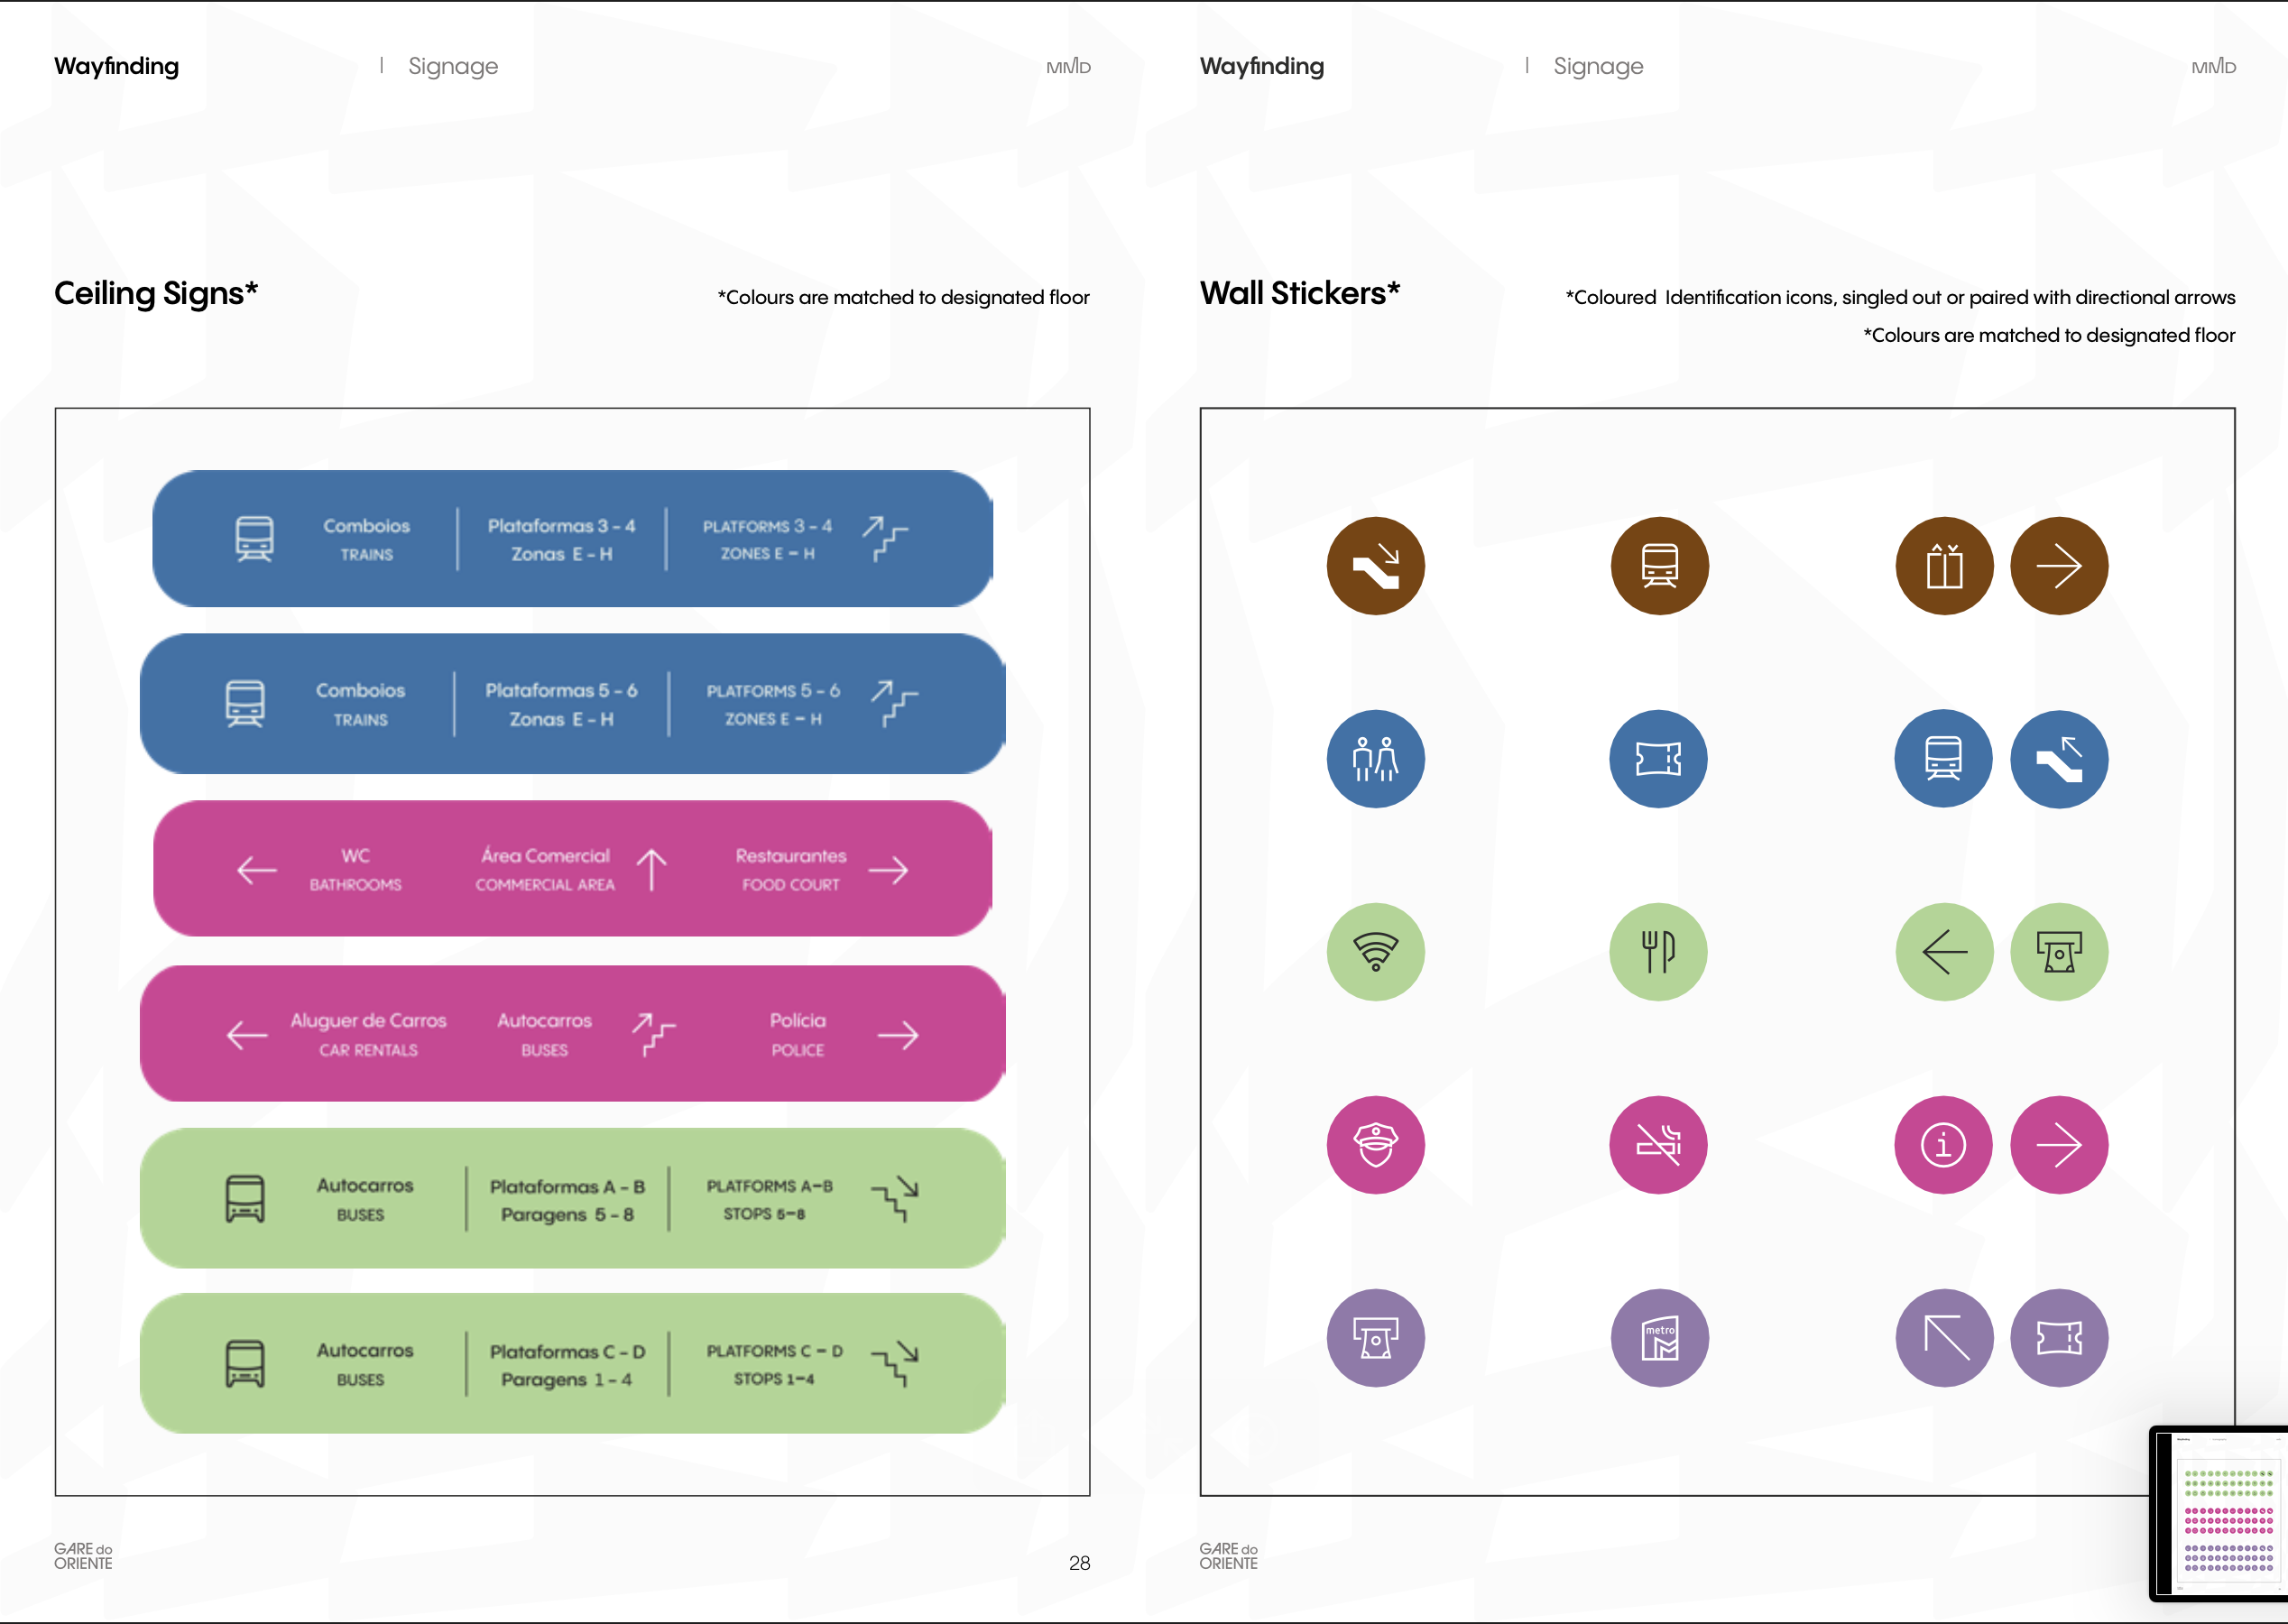 Wayfinding | Signage MMD
Ceiling Signs* *Colours are matched to designated floor
Comboios
TRAINS
Plataformas 3 - 4
Zonas E - H
PLATFORMS 3 - 4
ZONES E - H
Comboios
TRAINS
Plataformas 5 - 6
Zonas E - H
PLATFORMS 5 - 6
ZONES E - H
WC
BATHROOMS
Área Comercial
COMMERCIAL AREA
Restaurantes
FOOD COURT
Aluguer de Carros
CAR RENTALS
Autocarros
BUSES
Polícia
POLICE
Autocarros
BUSES
Plataformas A - B
Paragens 5 - 8
PLATFORMS A-B
STOPS 5-8
Autocarros
BUSES
Plataformas C - D
Paragens 1 - 4
PLATFORMS C - D
STOPS 1-4
GARE do
ORIENTE
28
Wayfinding | Signage MMD
Wall Stickers* *Coloured Identification icons, singled out or paired with directional arrows
*Colours are matched to designated floor
i
metro
GARE do
ORIENTE